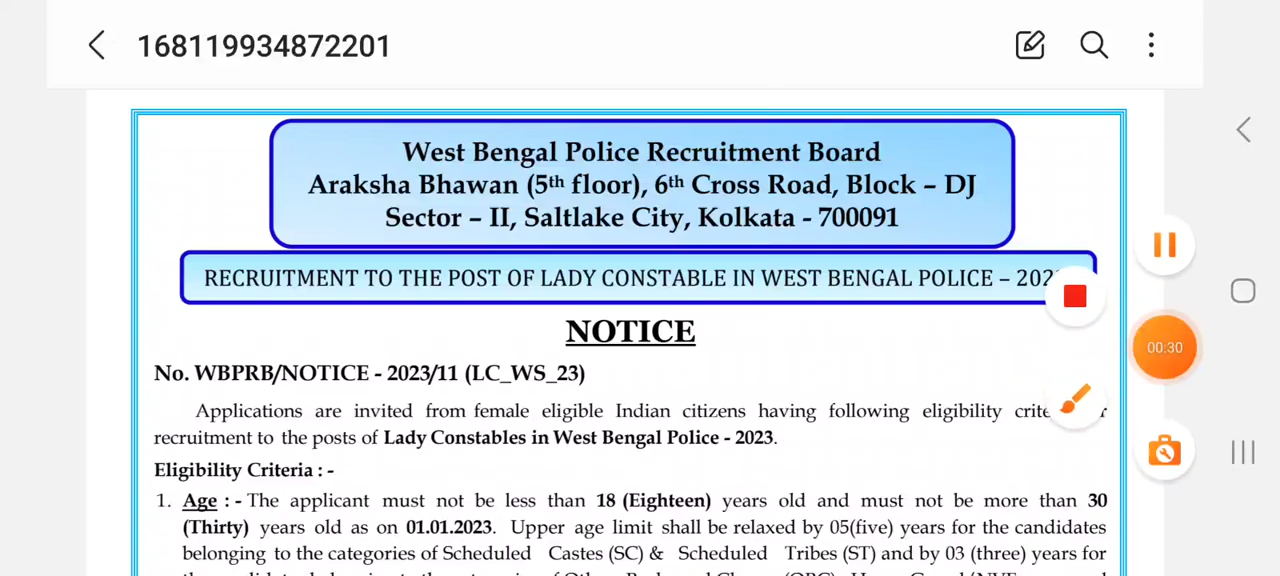 168119934872201
West Bengal Police Recruitment Board
Araksha Bhawan (5th floor), 6th Cross Road, Block – DJ
Sector – II, Saltlake City, Kolkata - 700091
RECRUITMENT TO THE POST OF LADY CONSTABLE IN WEST BENGAL POLICE –
NOTICE
No. WBPRB/NOTICE - 2023/11 (LC_WS_23)
00:30
Applications are invited from female eligible Indian citizens having following eligibility
recruitment to the posts of Lady Constables in West Bengal Police - 2023.
Eligibility Criteria : -
1. Age : - The applicant must not be less than 18 (Eighteen) years old and must not be more than 30
(Thirty) years old as on 01.01.2023. Upper age limit shall be relaxed by 05(five) years for the candidates
belonging to the categories of Scheduled Castes (SC) & Scheduled Tribes (ST) and by 03 (three) years for